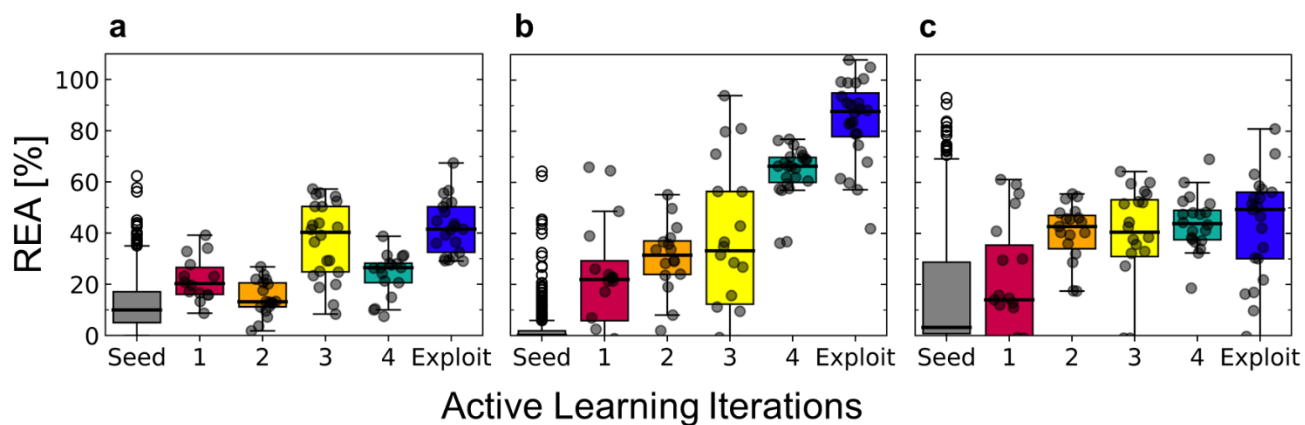 a b c
REA [%]
100
80
60
40
20
0
Seed 1 2 3 4 Exploit
Seed 1 2 3 4 Exploit
Seed 1 2 3 4 Exploit
Active Learning Iterations